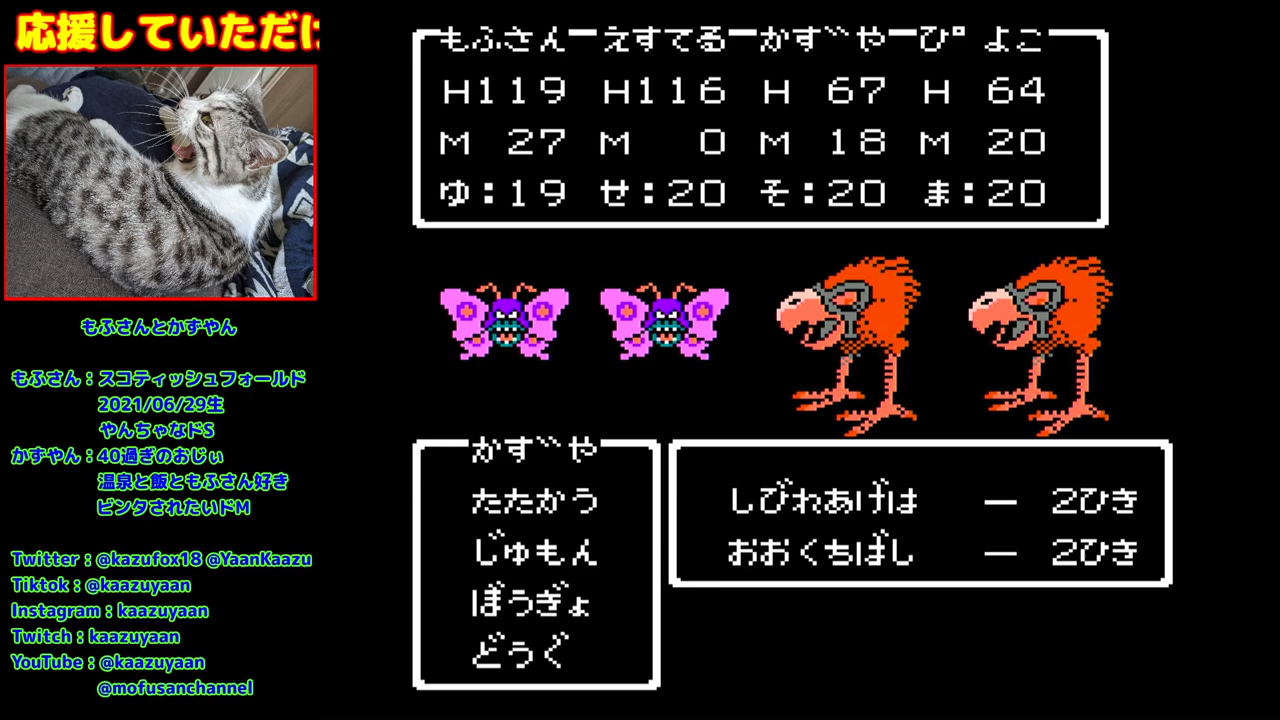 応援していただけ
もふさんとかずやん
もふさん：スコティッシュフォールド
2021/06/29生
やんちゃなドS
かずやん：40過ぎのおじぃ
温泉と飯ともふさん好き
ビンタされたいドM
Twitter：@kazufox18 @YaanKaazu
Tiktok：@kaazuyaan
Instagram：kaazuyaan
Twitch：kaazuyaan
YouTube：@kaazuyaan
@mofusanchannel
もふさん えすてる かずや ぴよこ
H119 H116 H 67 H 64
M 27 M 0 M 18 M 20
ゆ:19 せ:20 そ:20 ま:20
かずや
たたかう
じゅもん
ぼうぎょ
どうぐ
しびれあげは ー 2ひき
おおくちばし ー 2ひき